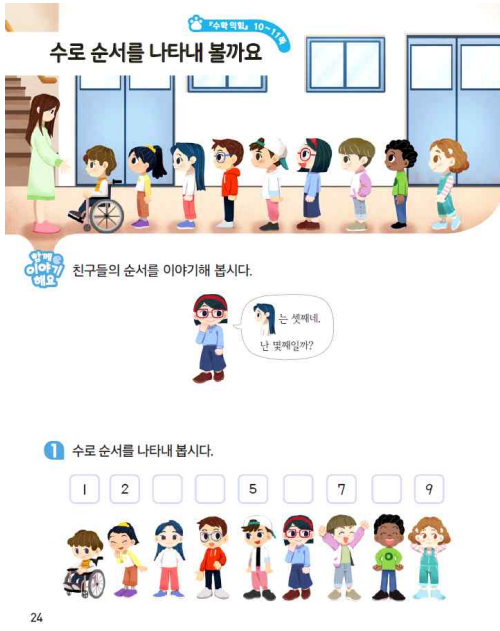 『수학 익힘』 10~11쪽
수로 순서를 나타내 볼까요
함께
이야기
해요
친구들의 순서를 이야기해 봅시다.
는 셋째네.
난 몇째일까?
1 수로 순서를 나타내 봅시다.
1 2 5 7 9
24